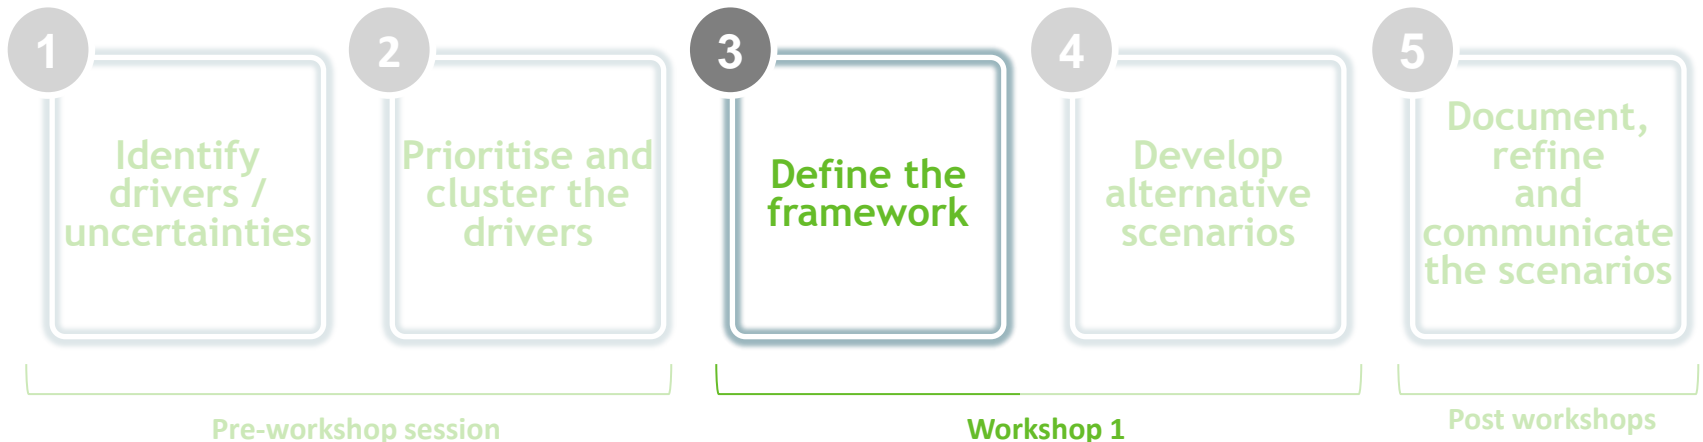 1
Identify
drivers /
uncertainties
2
Prioritise and
cluster the
drivers
3
Define the
framework
4
Develop
alternative
scenarios
5
Document,
refine
and
communicate
the scenarios
Pre-workshop session
Workshop 1
Post workshops